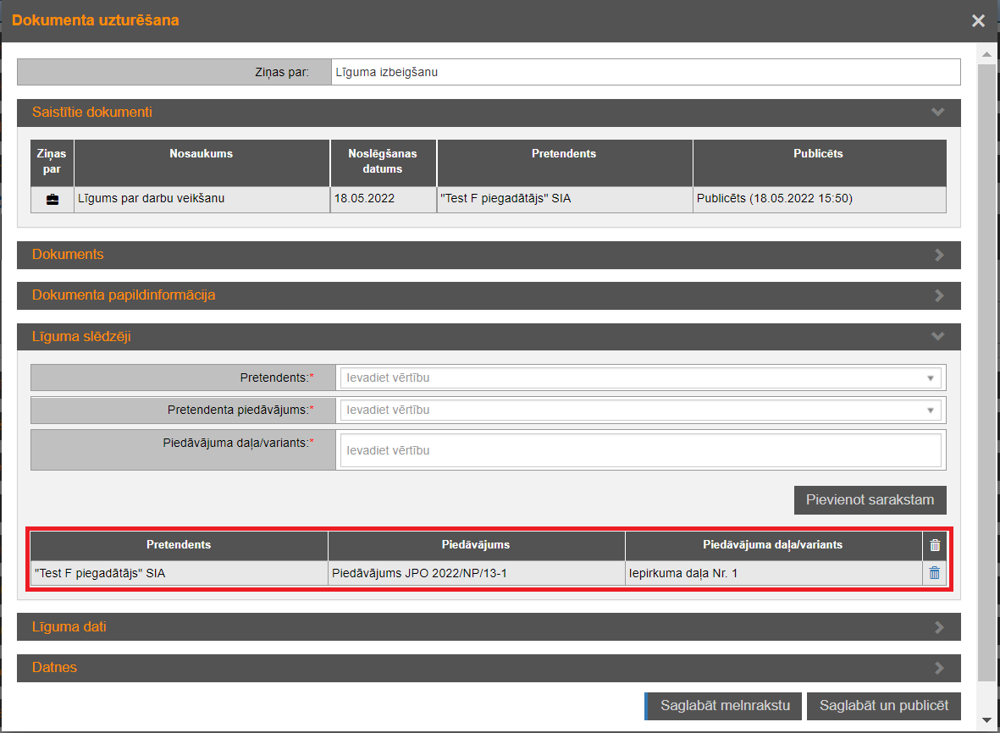 Dokumenta uzturēšana
Ziņas par: Līguma izbeigšanu
Saistītie dokumenti
Ziņas par Nosaukums Noslēgšanas datums Pretendents Publicēts
Līgums par darbu veikšanu 18.05.2022 "Test F piegadātājs" SIA Publicēts (18.05.2022 15:50)
Dokuments
Dokumenta papildinformācija
Līguma slēdzēji
Pretendents:* Ievadiet vērtību
Pretendenta piedāvājums:* Ievadiet vērtību
Piedāvājuma daļa/variants:* Ievadiet vērtību
Pievienot sarakstam
Pretendents Piedāvājums Piedāvājuma daļa/variants
"Test F piegadātājs" SIA Piedāvājums JPO 2022/NP/13-1 Iepirkuma daļa Nr. 1
Līguma dati
Datnes
Saglabāt melnrakstu Saglabāt un publicēt